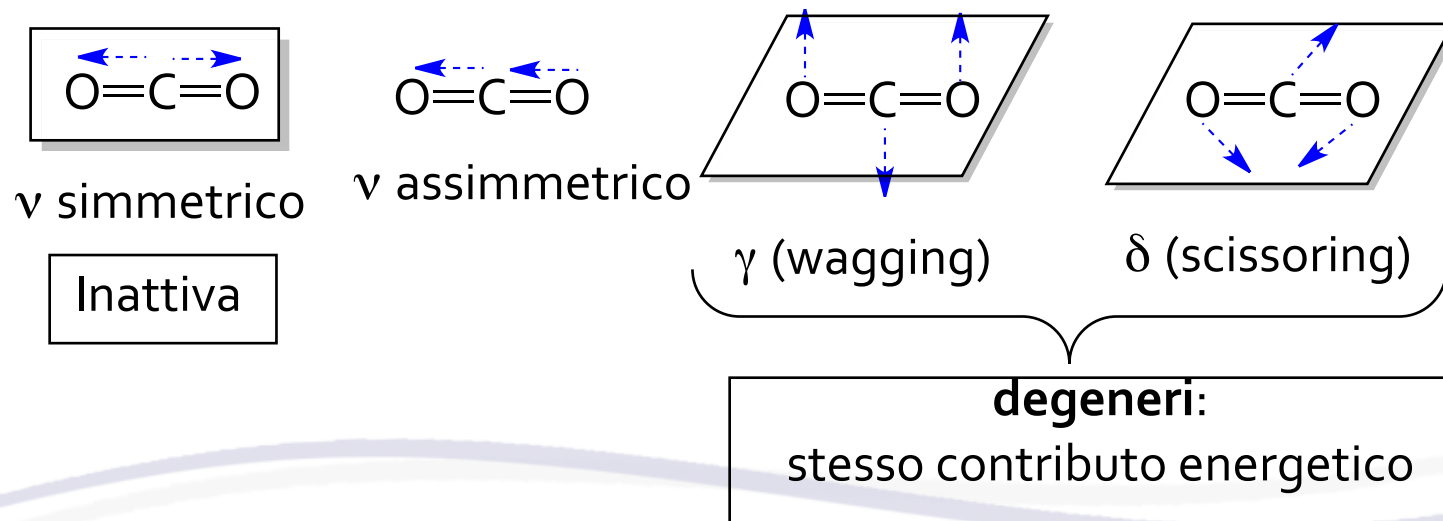 O=C=O
ν simmetrico
Inattiva
O=C=O
ν assimmetrico
O=C=O
γ (wagging)
O=C=O
δ (scissoring)
degeneri:
stesso contributo energetico